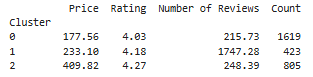 Price Rating Number of Reviews Count
Cluster
0 177.56 4.03 215.73 1619
1 233.10 4.18 1747.28 423
2 409.82 4.27 248.39 805